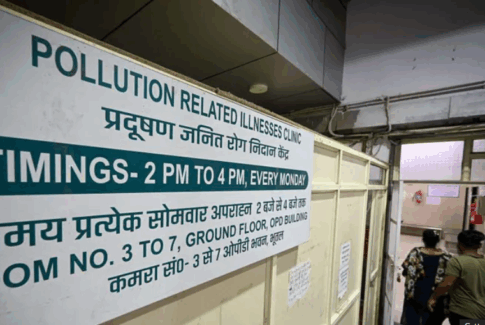 POLLUTION RELATED ILLNESSES CLINIC
प्रदूषण जनित रोग निदान केंद्र
TIMINGS- 2 PM TO 4 PM, EVERY MONDAY
प्रत्येक सोमवार अपराह्न 2 बजे से 4 बजे तक
NO. 3 TO 7, GROUND FLOOR, OPD BUILDING
कमरा सं0- 3 से 7 ओपीडी भवन, भूतल